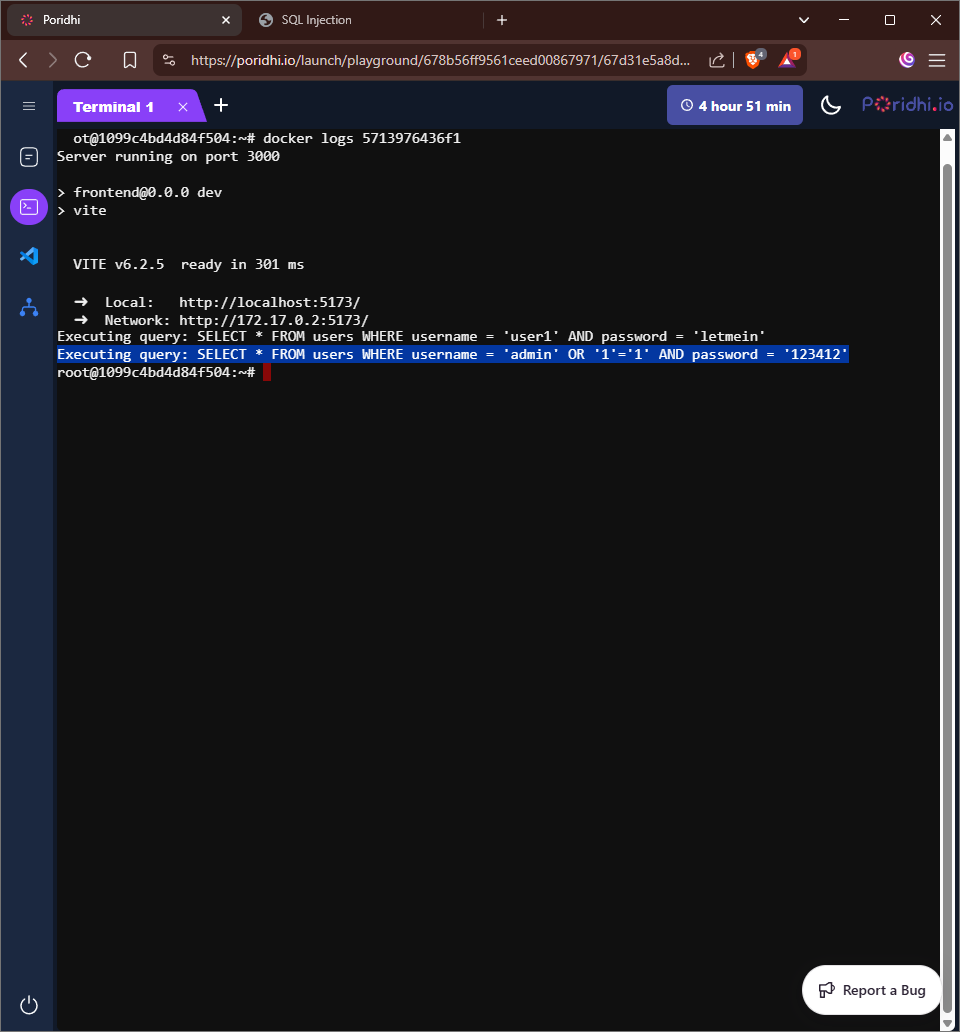 Poridhi
SQL Injection
https://poridhi.io/launch/playground/678b56ff9561ceed00867971/67d31e5a8d...
4
1
Terminal 1
4 hour 51 min
Poridhi.io
ot@1099c4bd4d84f504:~# docker logs 5713976436f1
Server running on port 3000
> frontend@0.0.0 dev
> vite
VITE v6.2.5 ready in 301 ms
➜ Local: http://localhost:5173/
➜ Network: http://172.17.0.2:5173/
Executing query: SELECT * FROM users WHERE username = 'user1' AND password = 'letmein'
Executing query: SELECT * FROM users WHERE username = 'admin' OR '1'='1' AND password = '123412'
root@1099c4bd4d84f504:~#
Report a Bug